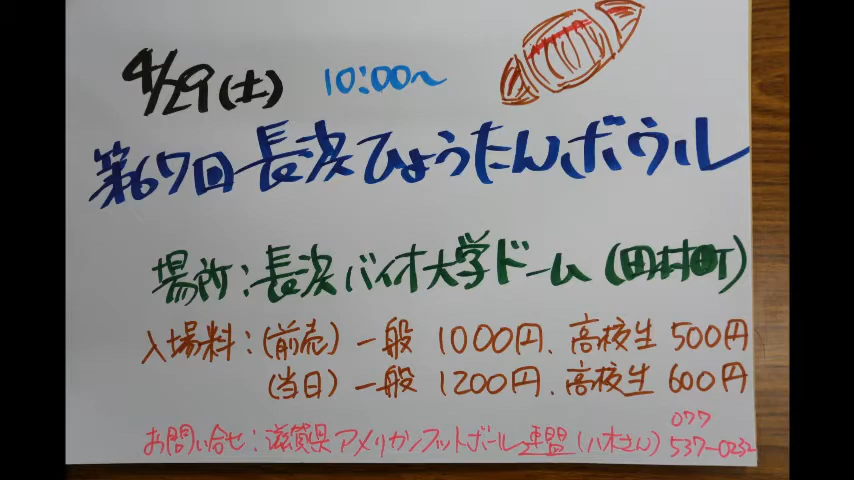 4/29(土) 10:00〜
第67回 長浜ひょうたんボウル
場所:長浜バイオ大学ドーム (田村町)
入場料:(前売) 一般 1000円、高校生 500円
(当日) 一般 1200円、高校生 600円
お問い合せ:滋賀県アメリカンフットボール連盟(八木さん) 077
537-0232